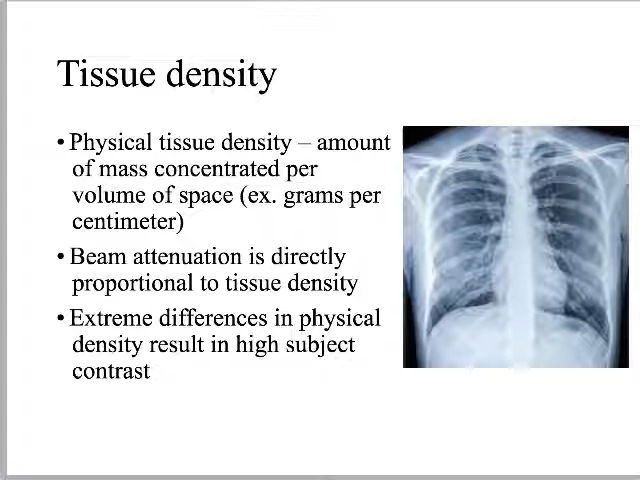 Tissue density
• Physical tissue density – amount
of mass concentrated per
volume of space (ex. grams per
centimeter)
• Beam attenuation is directly
proportional to tissue density
• Extreme differences in physical
density result in high subject
contrast